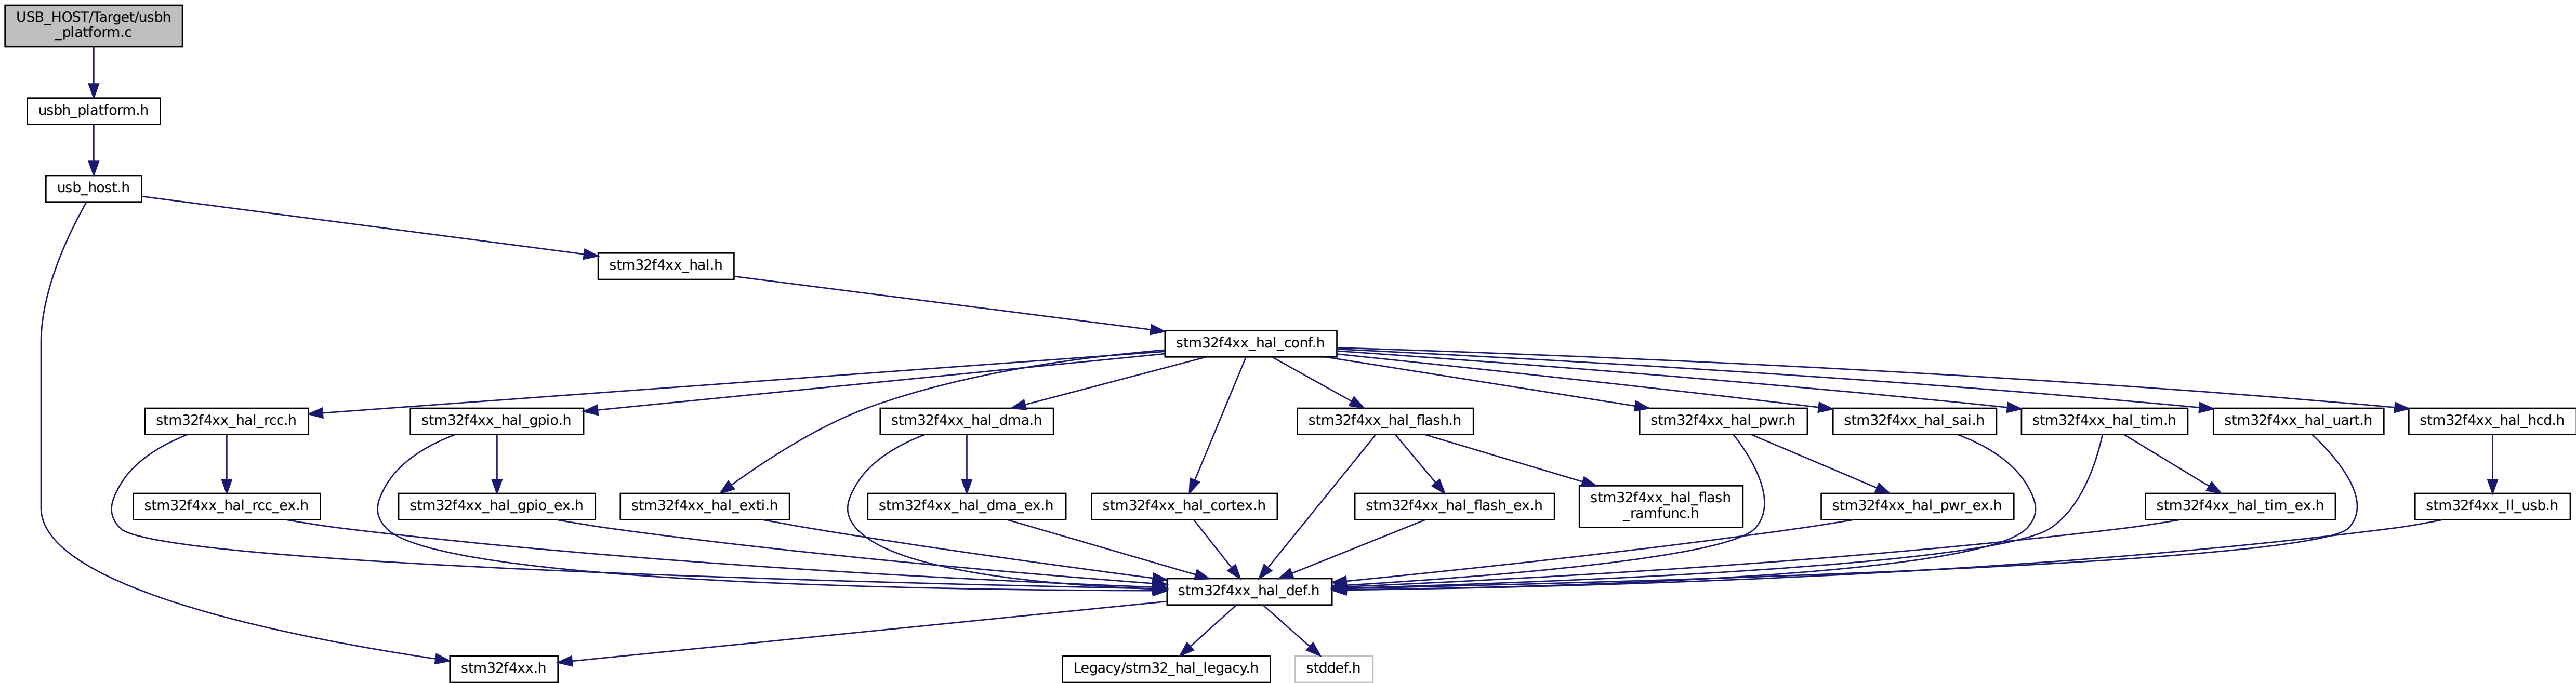 USB_HOST/Target/usbh
_platform.c
usbh_platform.h
usb_host.h
stm32f4xx_hal.h
stm32f4xx_hal_conf.h
stm32f4xx_hal_rcc.h
stm32f4xx_hal_gpio.h
stm32f4xx_hal_dma.h
stm32f4xx_hal_flash.h
stm32f4xx_hal_pwr.h
stm32f4xx_hal_sai.h
stm32f4xx_hal_tim.h
stm32f4xx_hal_uart.h
stm32f4xx_hal_hcd.h
stm32f4xx_hal_rcc_ex.h
stm32f4xx_hal_gpio_ex.h
stm32f4xx_hal_exti.h
stm32f4xx_hal_dma_ex.h
stm32f4xx_hal_cortex.h
stm32f4xx_hal_flash_ex.h
stm32f4xx_hal_flash
_ramfunc.h
stm32f4xx_hal_pwr_ex.h
stm32f4xx_hal_tim_ex.h
stm32f4xx_ll_usb.h
stm32f4xx_hal_def.h
stm32f4xx.h
Legacy/stm32_hal_legacy.h
stddef.h